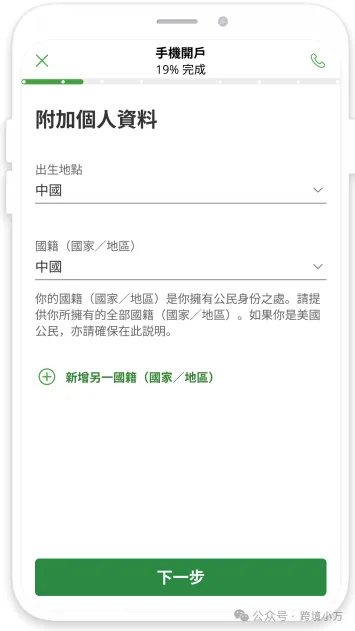 手機開戶
19% 完成
附加個人資料
出生地點
中國
國籍（國家／地區）
中國
你的國籍（國家／地區）是你擁有公民身份之處。請提
供你所擁有的全部國籍（國家／地區）。如果你是美國
公民，亦請確保在此說明。
新增另一國籍（國家／地區）
下一步
公众号 · 跨境小万